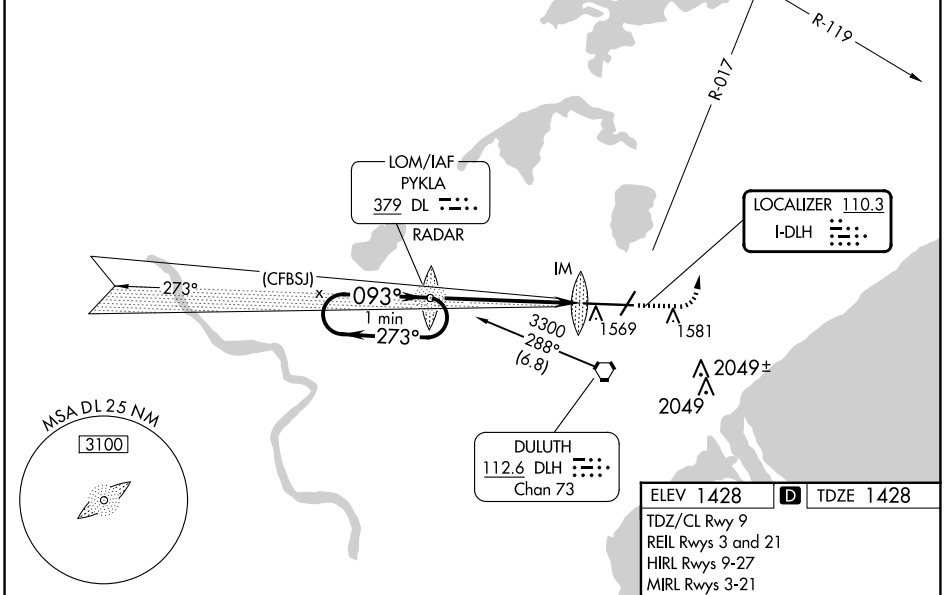 R-119
R-017
LOM/IAF
PYKLA
379 DL
RADAR
LOCALIZER 110.3
I-DLH
IM
(CFBSJ)
273°
x
093°
1 min
273°
3300
288°
(6.8)
1569
1581
2049±
2049
MSA DL 25 NM
3100
DULUTH
112.6 DLH
Chan 73
ELEV 1428 D TDZE 1428
TDZ/CL Rwy 9
REIL Rwys 3 and 21
HIRL Rwys 9-27
MIRL Rwys 3-21